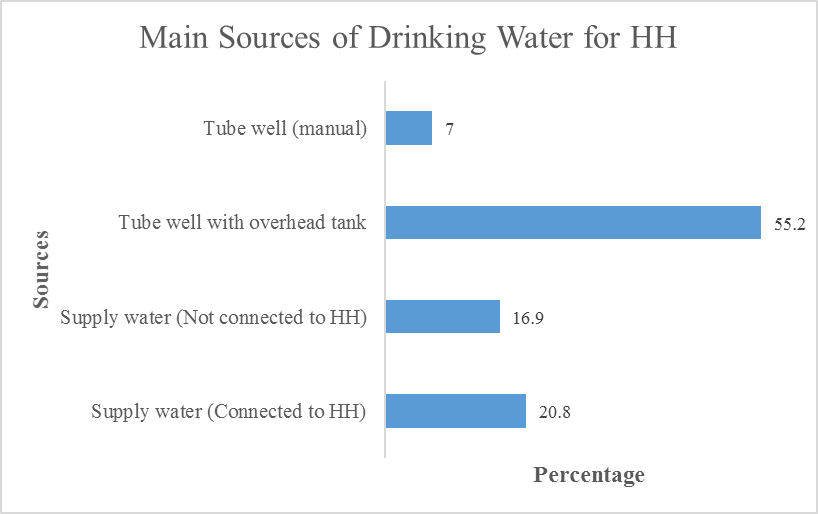 Main Sources of Drinking Water for HH
Sources
Tube well (manual)
7
Tube well with overhead tank
55.2
Supply water (Not connected to HH)
16.9
Supply water (Connected to HH)
20.8
Percentage